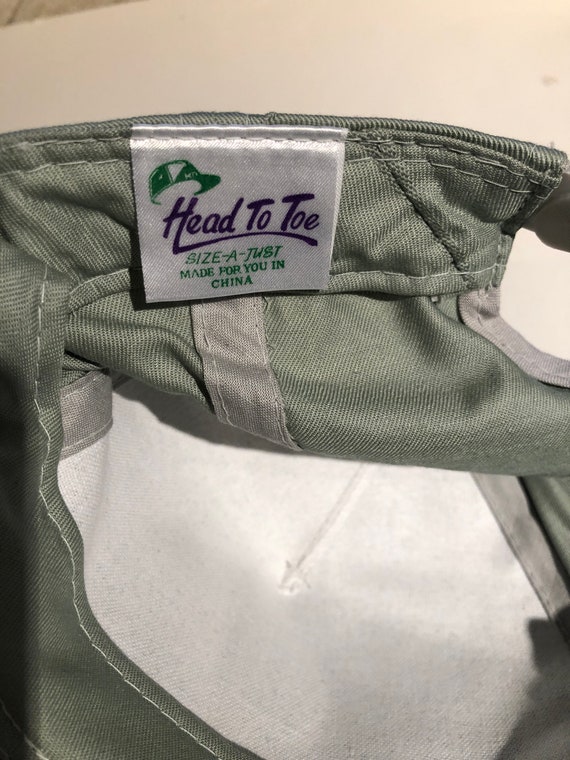 Head To Toe
SIZE-A-JUST
MADE FOR YOU IN
CHINA